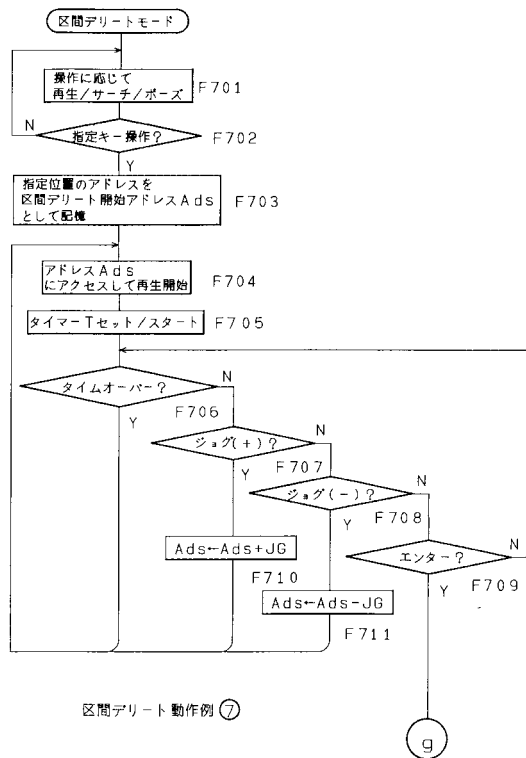 区間デリートモード
操作に応じて
再生/サーチ/ポーズ
F701
N
指定キー操作?
F702
Y
指定位置のアドレスを
区間デリート開始アドレスAds
として記憶
F703
アドレスAds
にアクセスして再生開始
F704
タイマーTセット/スタート
F705
タイムオーバー?
N
F706
Y
ジョグ(+)?
N
F707
Y
ジョグ(-)?
N
F708
Y
エンター?
N
F709
Y
Ads←Ads+JG
F710
Ads←Ads-JG
F711
区間デリート動作例⑦
g